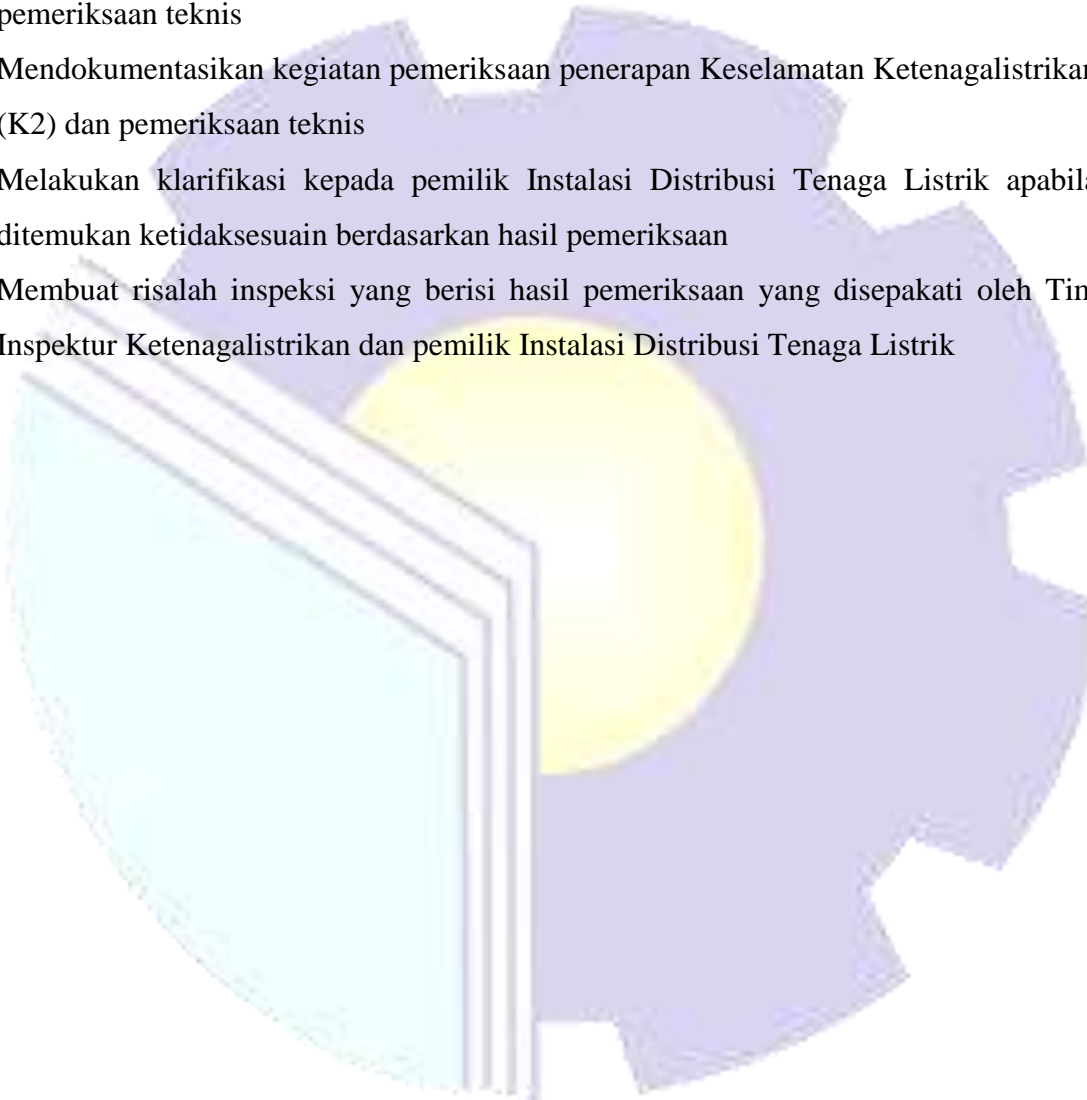 pemeriksaan teknis
Mendokumentasikan kegiatan pemeriksaan penerapan Keselamatan Ketenagalistrikan
(K2) dan pemeriksaan teknis
Melakukan klarifikasi kepada pemilik Instalasi Distribusi Tenaga Listrik apabila
ditemukan ketidaksesuain berdasarkan hasil pemeriksaan
Membuat risalah inspeksi yang berisi hasil pemeriksaan yang disepakati oleh Tim
Inspektur Ketenagalistrikan dan pemilik Instalasi Distribusi Tenaga Listrik